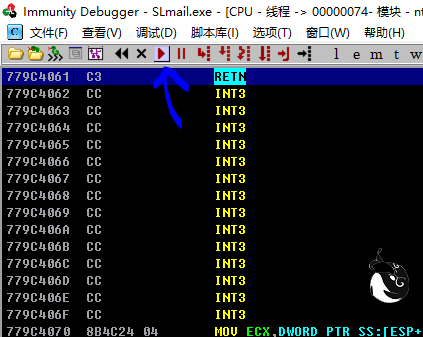 Immunity Debugger - SLmail.exe - [CPU - 线程 -> 00000074- 模块 - nt
C 文件(F) 查看(V) 调试(D) 脚本库(I) 选项(T) 窗口(W) 帮助(H)
l e m t w
779C4061 C3 RETN
779C4062 CC INT3
779C4063 CC INT3
779C4064 CC INT3
779C4065 CC INT3
779C4066 CC INT3
779C4067 CC INT3
779C4068 CC INT3
779C4069 CC INT3
779C406A CC INT3
779C406B CC INT3
779C406C CC INT3
779C406D CC INT3
779C406E CC INT3
779C406F CC INT3
779C4070 8B4C24 04 MOV ECX,DWORD PTR SS:[ESP+